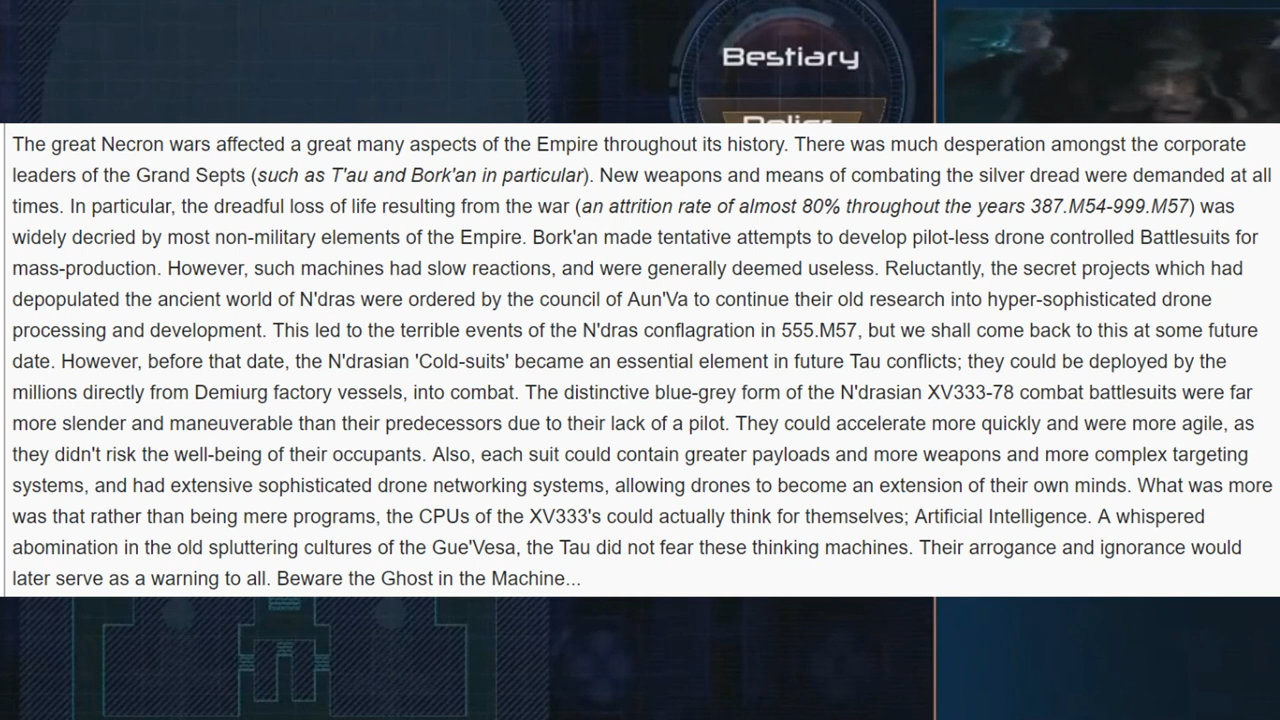 Bestiary
Relics
The great Necron wars affected a great many aspects of the Empire throughout its history. There was much desperation amongst the corporate
leaders of the Grand Septs (such as T'au and Bork'an in particular). New weapons and means of combating the silver dread were demanded at all
times. In particular, the dreadful loss of life resulting from the war (an attrition rate of almost 80% throughout the years 387.M54-999.M57) was
widely decried by most non-military elements of the Empire. Bork'an made tentative attempts to develop pilot-less drone controlled Battlesuits for
mass-production. However, such machines had slow reactions, and were generally deemed useless. Reluctantly, the secret projects which had
depopulated the ancient world of N'dras were ordered by the council of Aun'Va to continue their old research into hyper-sophisticated drone
processing and development. This led to the terrible events of the N'dras conflagration in 555.M57, but we shall come back to this at some future
date. However, before that date, the N'drasian 'Cold-suits' became an essential element in future Tau conflicts; they could be deployed by the
millions directly from Demiurg factory vessels, into combat. The distinctive blue-grey form of the N'drasian XV333-78 combat battlesuits were far
more slender and maneuverable than their predecessors due to their lack of a pilot. They could accelerate more quickly and were more agile, as
they didn't risk the well-being of their occupants. Also, each suit could contain greater payloads and more weapons and more complex targeting
systems, and had extensive sophisticated drone networking systems, allowing drones to become an extension of their own minds. What was more
was that rather than being mere programs, the CPUs of the XV333's could actually think for themselves; Artificial Intelligence. A whispered
abomination in the old spluttering cultures of the Gue'Vesa, the Tau did not fear these thinking machines. Their arrogance and ignorance would
later serve as a warning to all. Beware the Ghost in the Machine...